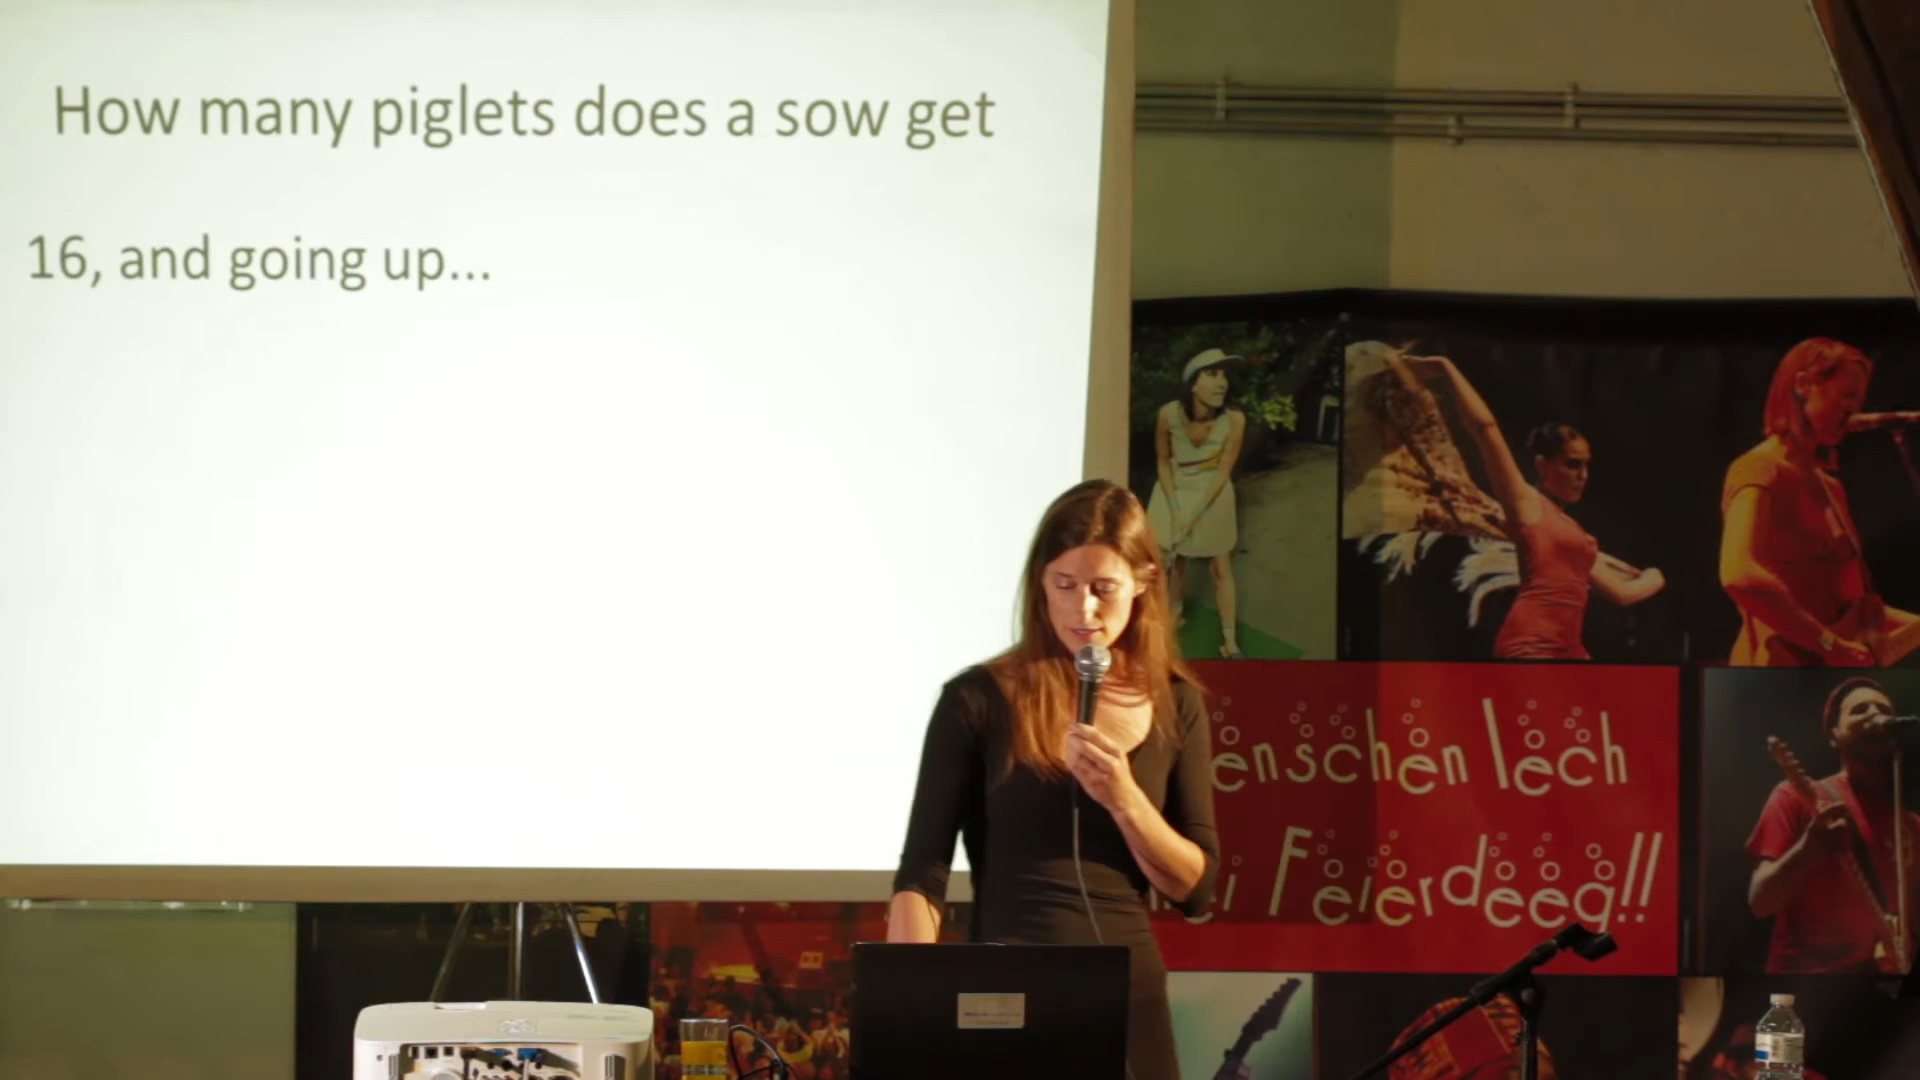 How many piglets does a sow get
16, and going up...
enschen lech
Feierdeeg!!